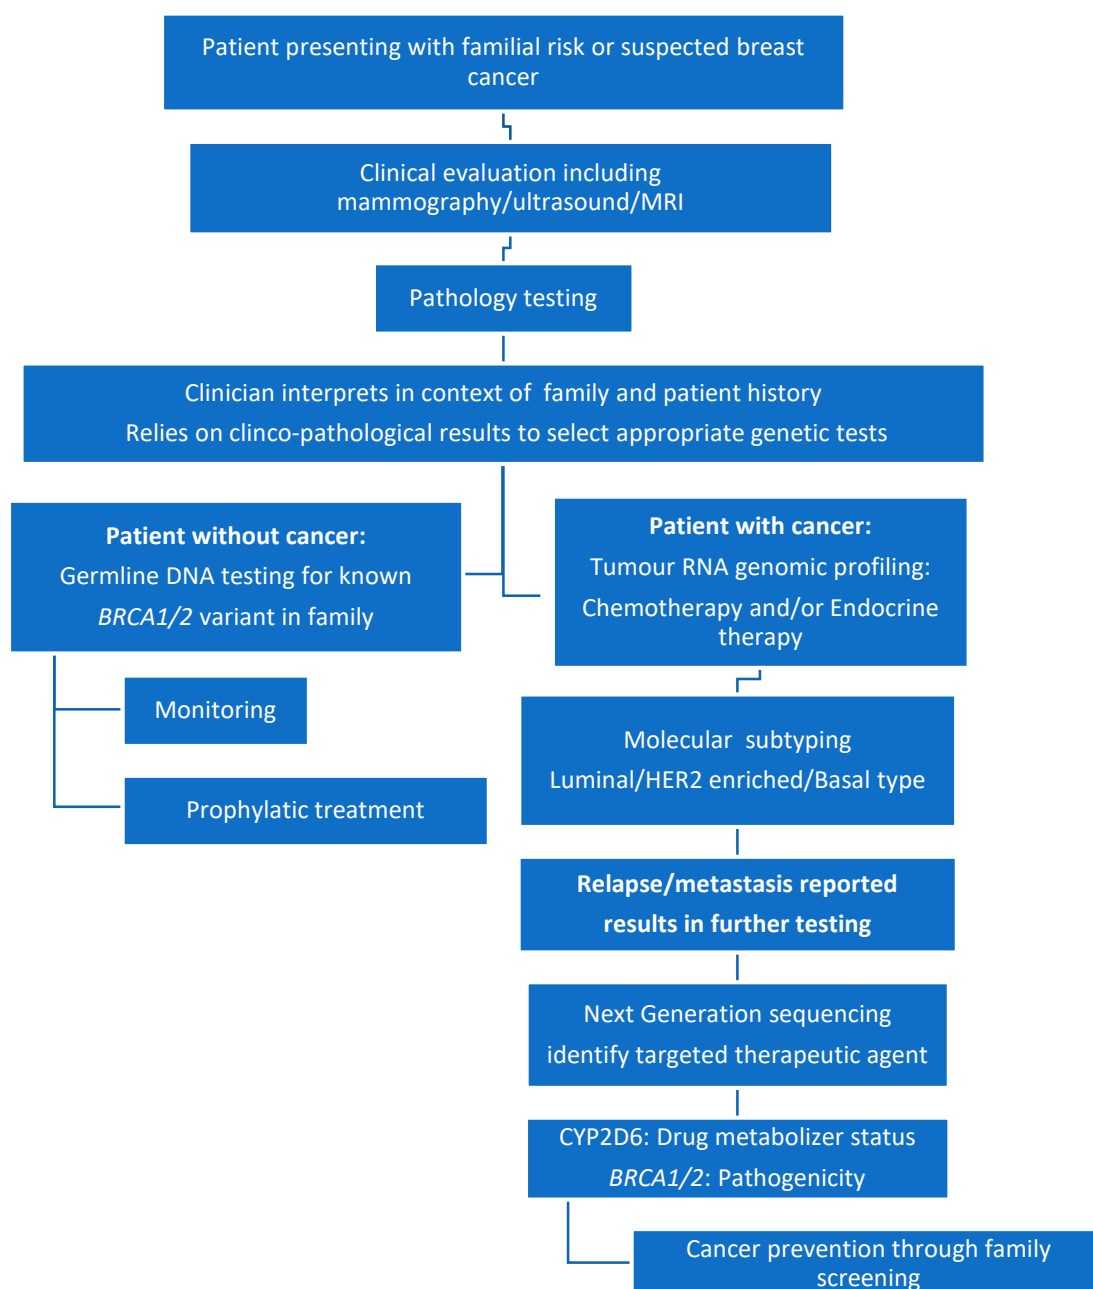 Patient presenting with familial risk or suspected breast
cancer
Clinical evaluation including
mammography/ultrasound/MRI
Pathology testing
Clinician interprets in context of family and patient history
Relies on clinco-pathological results to select appropriate genetic tests
Patient without cancer:
Germline DNA testing for known
BRCA1/2 variant in family
Monitoring
Prophylatic treatment
Patient with cancer:
Tumour RNA genomic profiling:
Chemotherapy and/or Endocrine
therapy
Molecular subtyping
Luminal/HER2 enriched/Basal type
Relapse/metastasis reported
results in further testing
Next Generation sequencing
identify targeted therapeutic agent
CYP2D6: Drug metabolizer status
BRCA1/2: Pathogenicity
Cancer prevention through family
screening